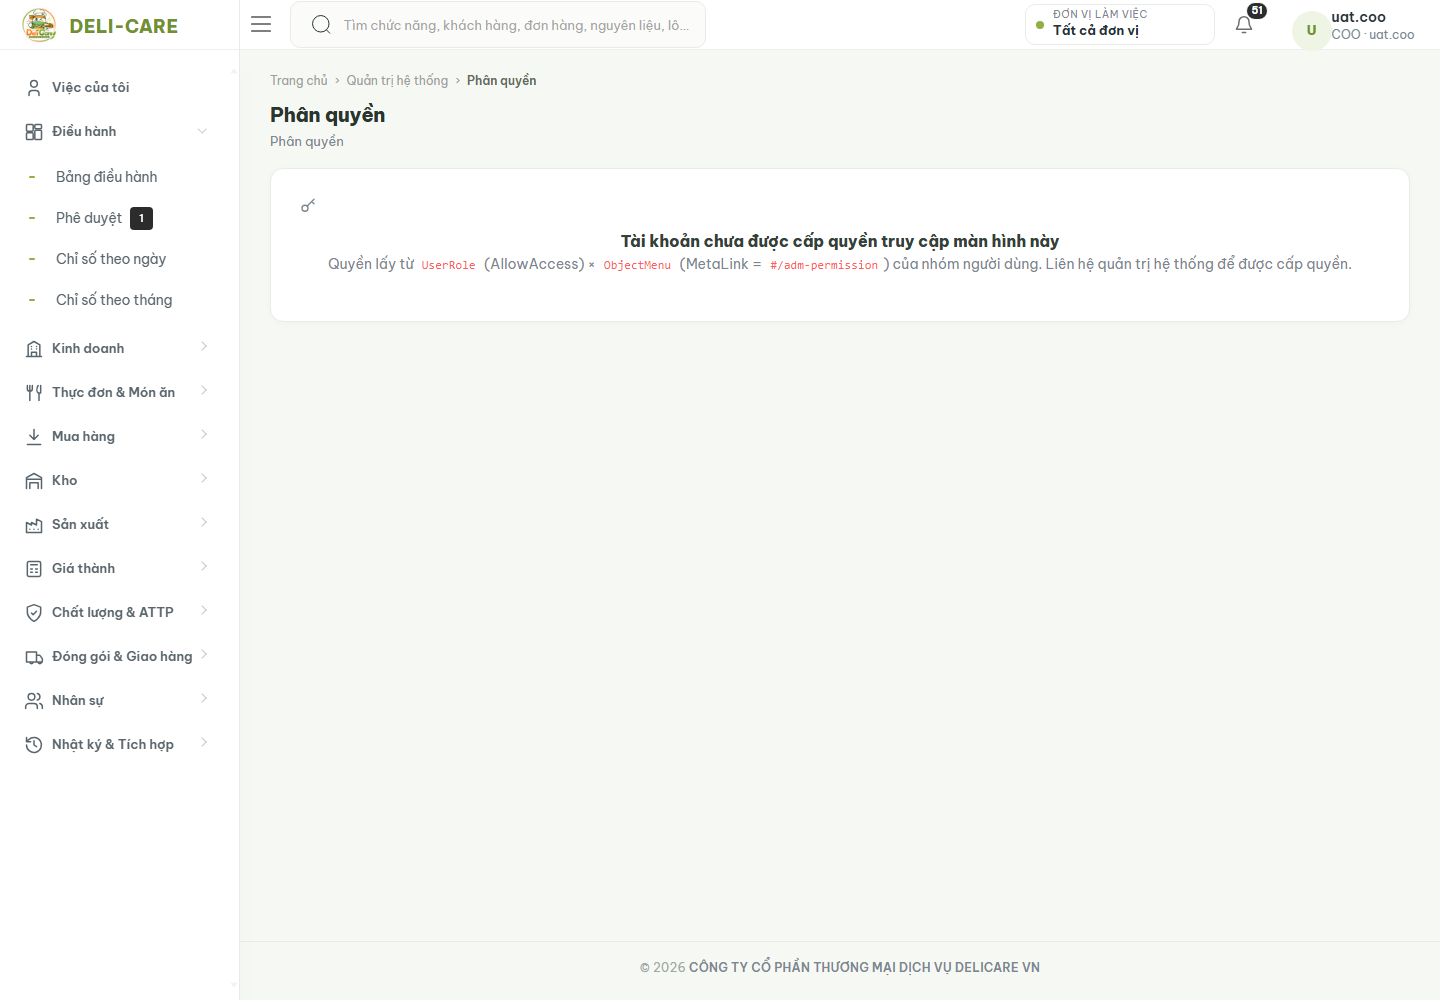 DELI-CARE
Tìm chức năng, khách hàng, đơn hàng, nguyên liệu, lô...
ĐƠN VỊ LÀM VIỆC
Tất cả đơn vị
51
U
uat.coo
COO · uat.coo
Việc của tôi
Điều hành
Bảng điều hành
Phê duyệt 1
Chỉ số theo ngày
Chỉ số theo tháng
Kinh doanh
Thực đơn & Món ăn
Mua hàng
Kho
Sản xuất
Giá thành
Chất lượng & ATTP
Đóng gói & Giao hàng
Nhân sự
Nhật ký & Tích hợp
Trang chủ › Quản trị hệ thống › Phân quyền
Phân quyền
Phân quyền
Tài khoản chưa được cấp quyền truy cập màn hình này
Quyền lấy từ UserRole (AllowAccess) × ObjectMenu (MetaLink = #/adm-permission ) của nhóm người dùng. Liên hệ quản trị hệ thống để được cấp quyền.
© 2026 CÔNG TY CỔ PHẦN THƯƠNG MẠI DỊCH VỤ DELICARE VN